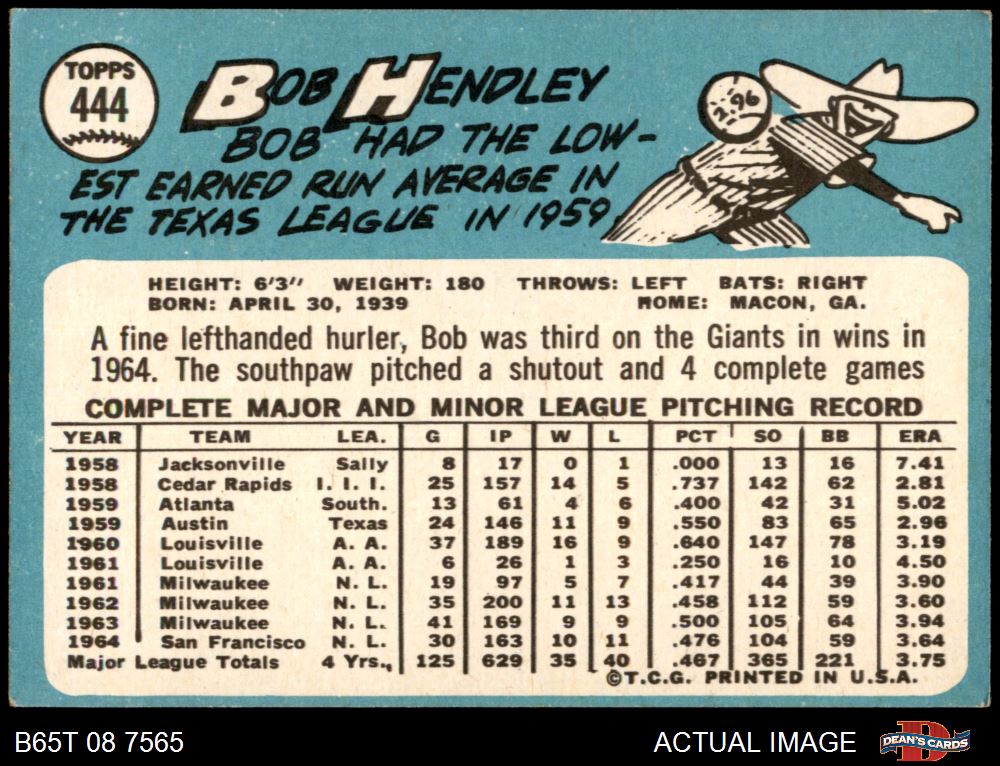 TOPPS
444
BOB HENDLEY
BOB HAD THE LOW-
EST EARNED RUN AVERAGE IN
THE TEXAS LEAGUE IN 1959
2.96
HEIGHT: 6'3" WEIGHT: 180 THROWS: LEFT BATS: RIGHT
BORN: APRIL 30, 1939 HOME: MACON, GA.
A fine lefthanded hurler, Bob was third on the Giants in wins in
1964. The southpaw pitched a shutout and 4 complete games
COMPLETE MAJOR AND MINOR LEAGUE PITCHING RECORD
YEAR TEAM LEA. G IP W L PCT SO BB ERA
1958 Jacksonville Sally 8 17 0 1 .000 13 16 7.41
1958 Cedar Rapids I. I. I. 25 157 14 5 .737 142 62 2.81
1959 Atlanta South. 13 61 4 6 .400 42 31 5.02
1959 Austin Texas 24 146 11 9 .550 83 65 2.96
1960 Louisville A. A. 37 189 16 9 .640 147 78 3.19
1961 Louisville A. A. 6 26 1 3 .250 16 10 4.50
1961 Milwaukee N. L. 19 97 5 7 .417 44 39 3.90
1962 Milwaukee N. L. 35 200 11 13 .458 112 59 3.60
1963 Milwaukee N. L. 41 169 9 9 .500 105 64 3.94
1964 San Francisco N. L. 30 163 10 11 .476 104 59 3.64
Major League Totals 4 Yrs. 125 629 35 40 .467 365 221 3.75
©T.C.G. PRINTED IN U.S.A.
B65T 08 7565 ACTUAL IMAGE
D
DEAN'S CARDS